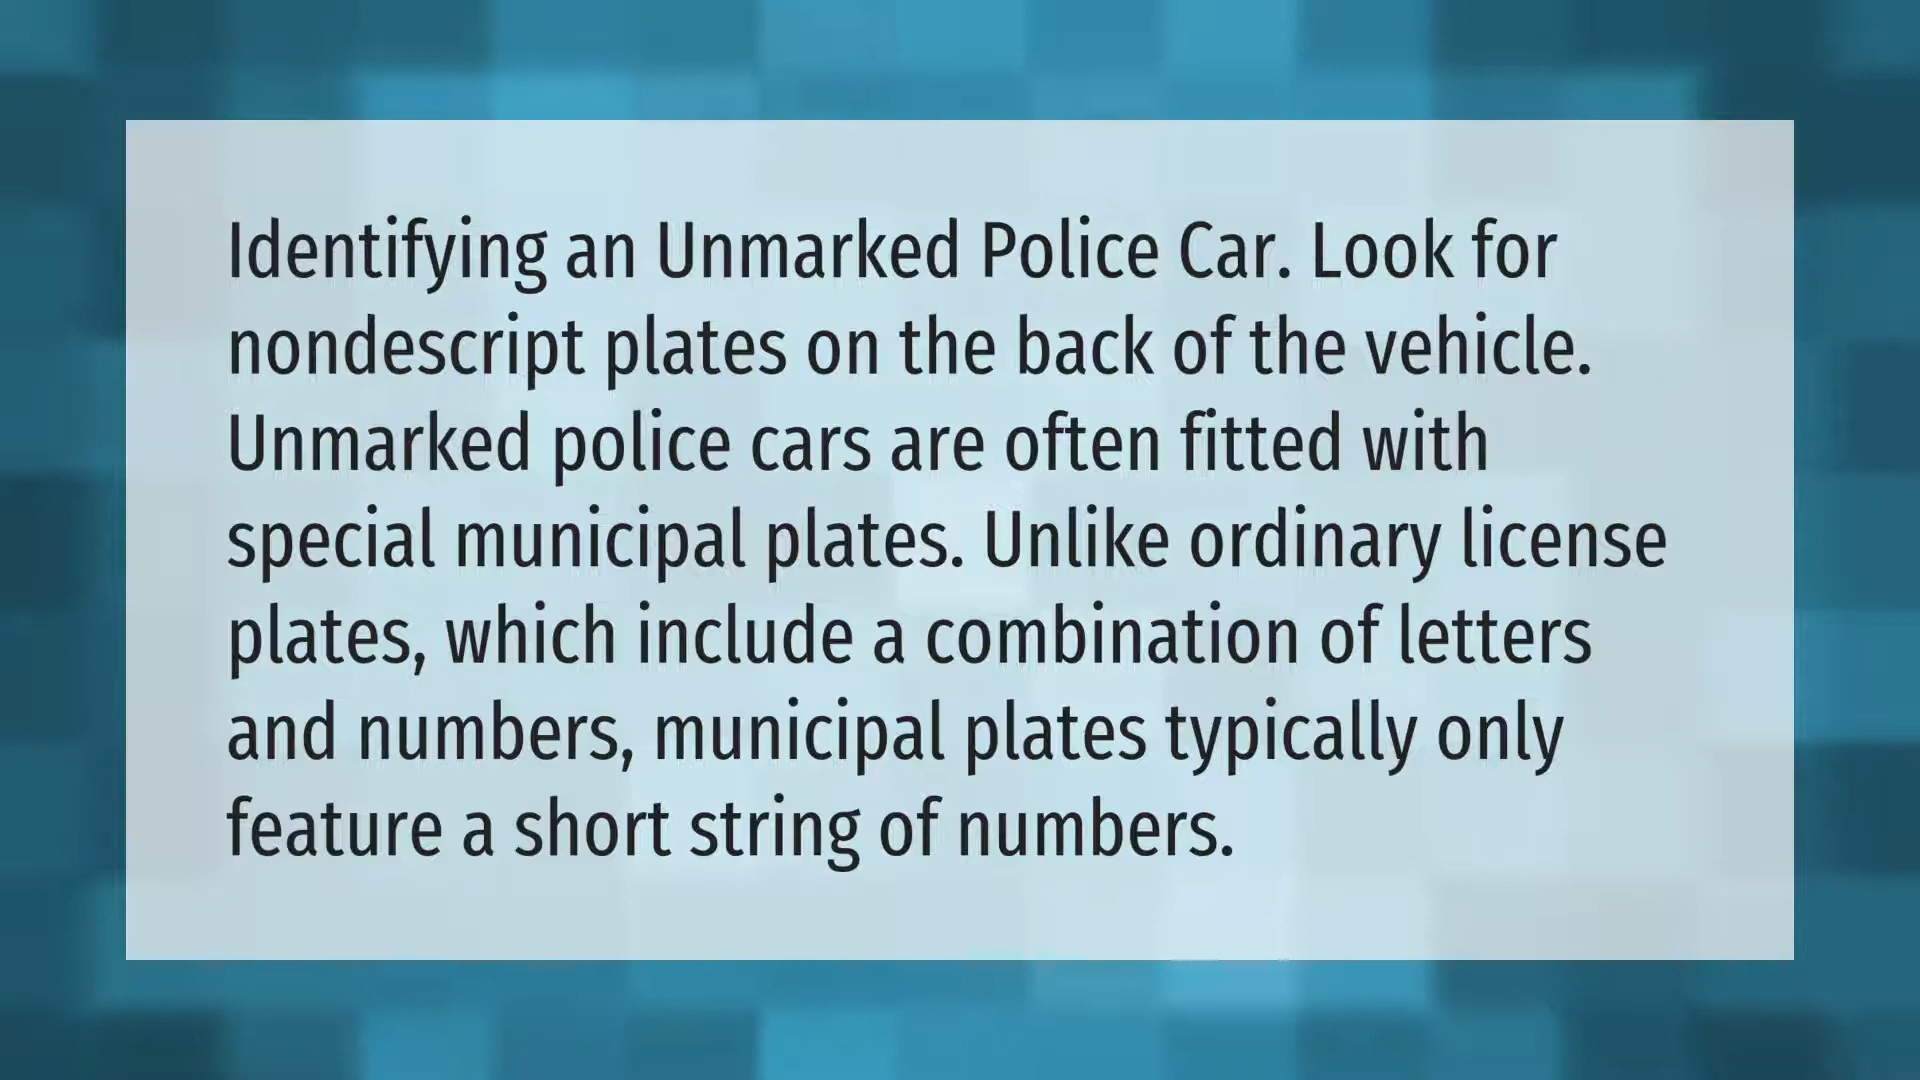 Identifying an Unmarked Police Car. Look for
nondescript plates on the back of the vehicle.
Unmarked police cars are often fitted with
special municipal plates. Unlike ordinary license
plates, which include a combination of letters
and numbers, municipal plates typically only
feature a short string of numbers.